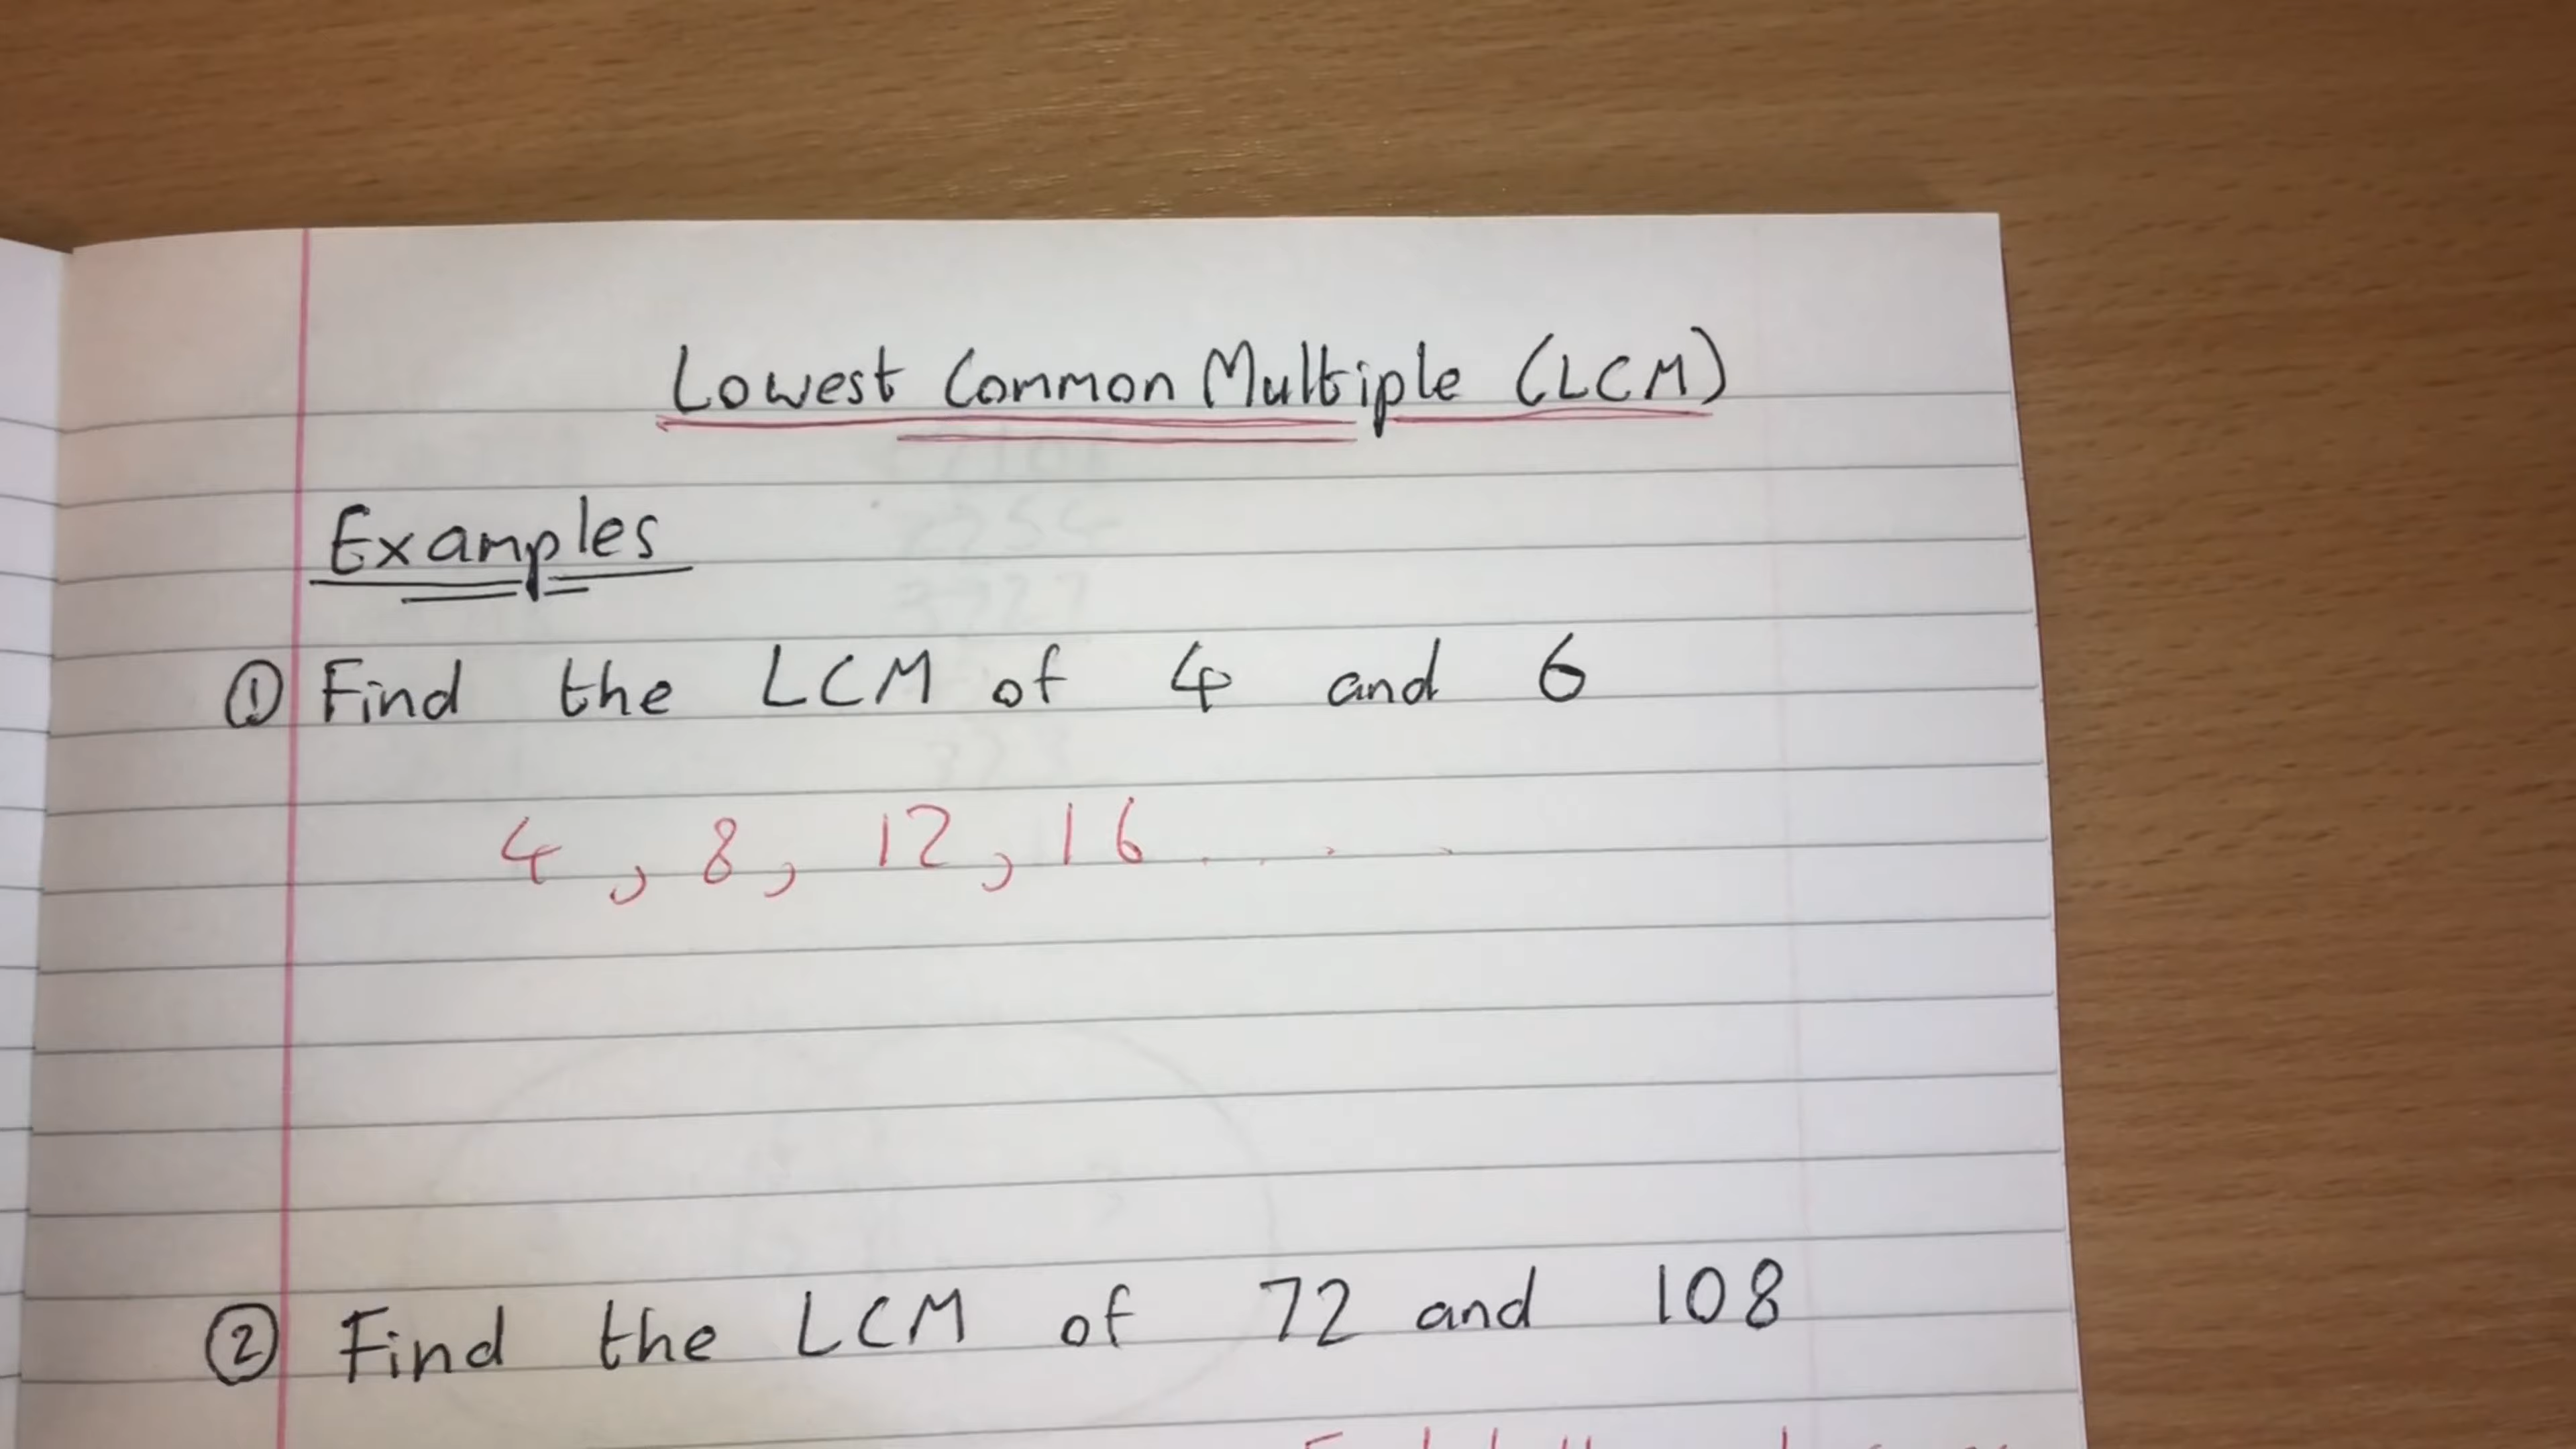 Lowest Common Multiple (LCM)
Examples
① Find the LCM of 4 and 6
4, 8, 12, 16 . . . .
② Find the LCM of 72 and 108